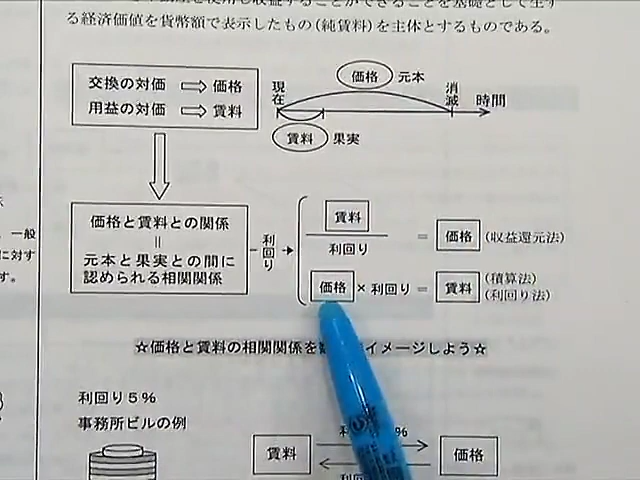 る経済価値を貨幣額で表示したもの（純賃料）を主体とするものである。
交換の対価 ⇨ 価格
用益の対価 ⇨ 賃料
現在
価格 元本
消滅
時間
賃料 果実
価格と賃料との関係
＝
元本と果実との間に
認められる相関関係
利回り
賃料
利回り
＝ 価格 （収益還元法）
価格 × 利回り ＝ 賃料 （積算法）
（利回り法）
一般
に対す
す。
☆価格と賃料の相関関係を イメージしよう☆
利回り５％
事務所ビルの例
賃料
％
価格